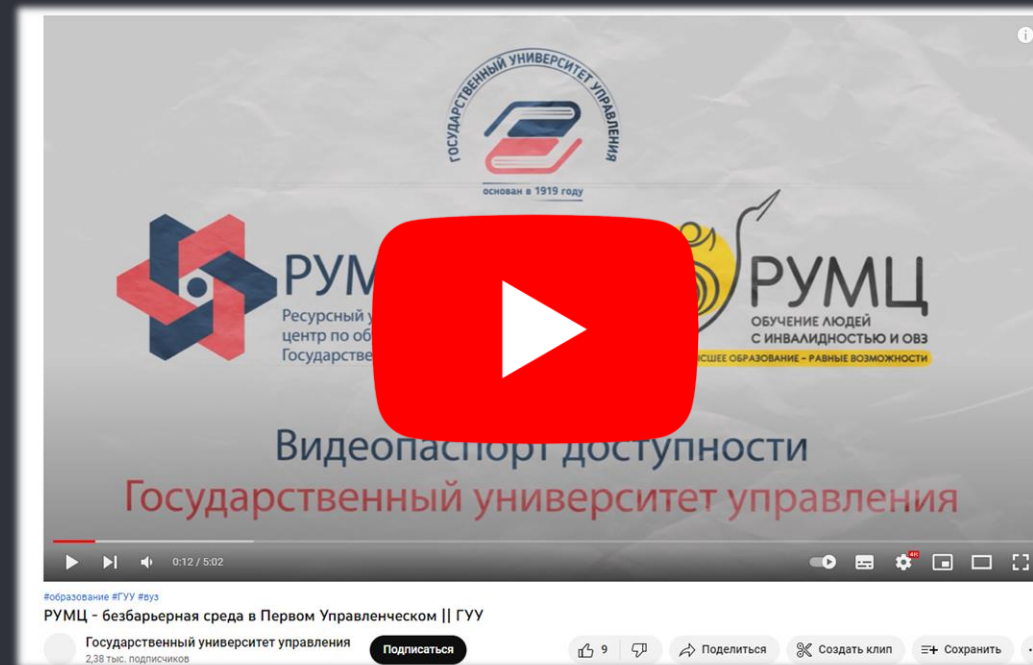 ГОСУДАРСТВЕННЫЙ УНИВЕРСИТЕТ УПРАВЛЕНИЯ
основан в 1919 году
РУМ
Ресурсный
центр по об
Государстве
РУМЦ
ОБУЧЕНИЕ ЛЮДЕЙ
С ИНВАЛИДНОСТЬЮ И ОВЗ
СШЕЕ ОБРАЗОВАНИЕ – РАВНЫЕ ВОЗМОЖНОСТИ
Видеопаспорт доступности
Государственный университет управления
0:12 / 5:02
4K
#образование #ГУУ #вуз
РУМЦ - безбарьерная среда в Первом Управленческом || ГУУ
Государственный университет управления
2,38 тыс. подписчиков
Подписаться
9
Поделиться
Создать клип
Сохранить